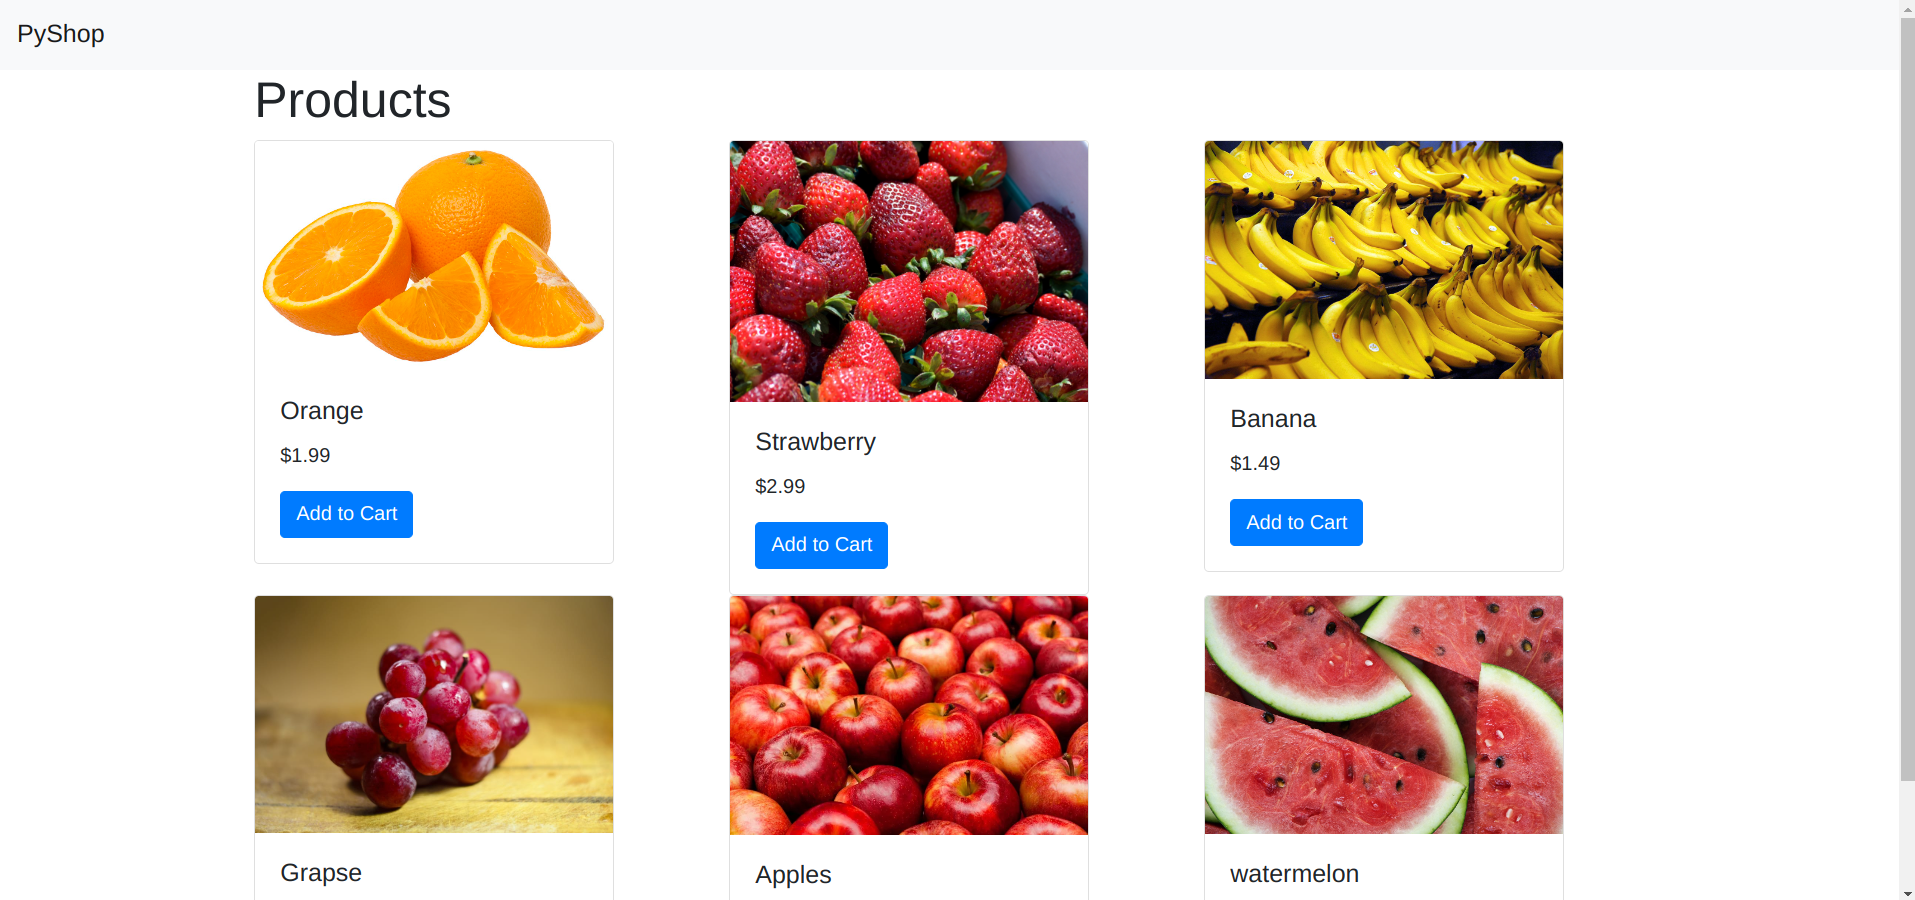 PyShop
Products
Orange
$1.99
Add to Cart
Strawberry
$2.99
Add to Cart
Banana
$1.49
Add to Cart
Grapse
Apples
watermelon